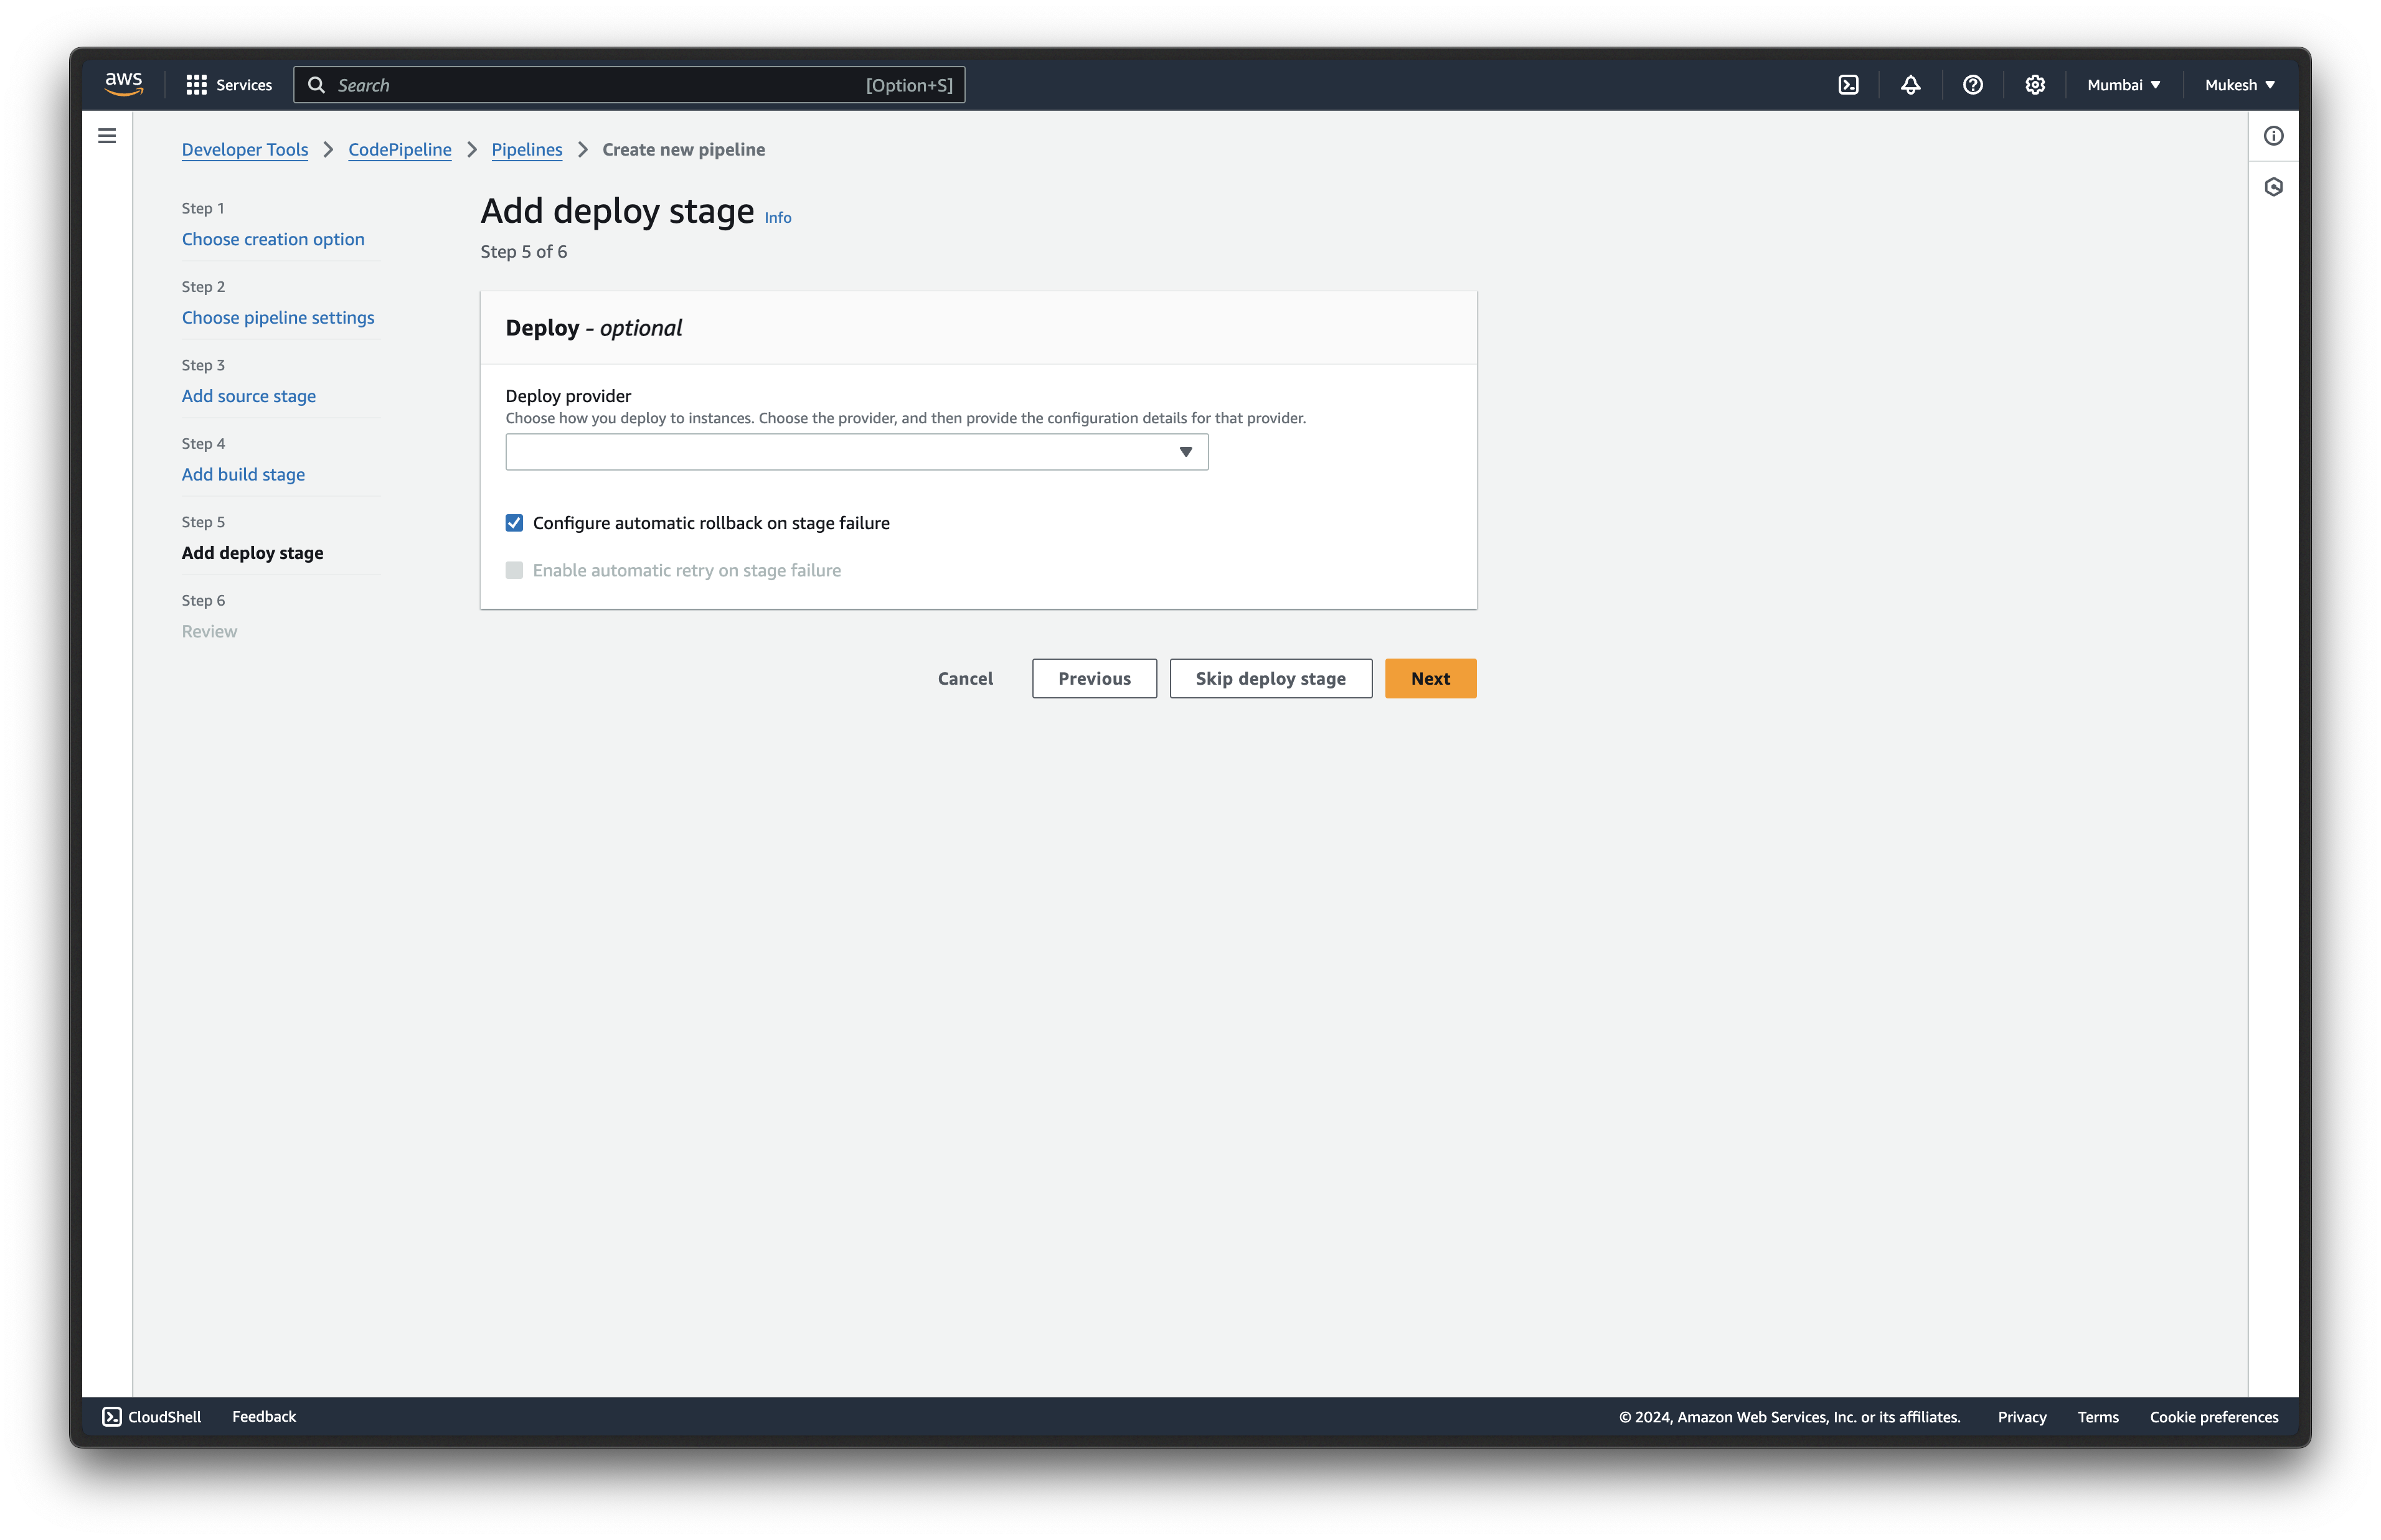 aws
Services
Search
[Option+S]
Mumbai
Mukesh
Developer Tools
CodePipeline
Pipelines
Create new pipeline
Step 1
Choose creation option
Step 2
Choose pipeline settings
Step 3
Add source stage
Step 4
Add build stage
Step 5
Add deploy stage
Step 6
Review
Add deploy stage Info
Step 5 of 6
Deploy - optional
Deploy provider
Choose how you deploy to instances. Choose the provider, and then provide the configuration details for that provider.
Configure automatic rollback on stage failure
Enable automatic retry on stage failure
Cancel
Previous
Skip deploy stage
Next
CloudShell
Feedback
© 2024, Amazon Web Services, Inc. or its affiliates.
Privacy
Terms
Cookie preferences